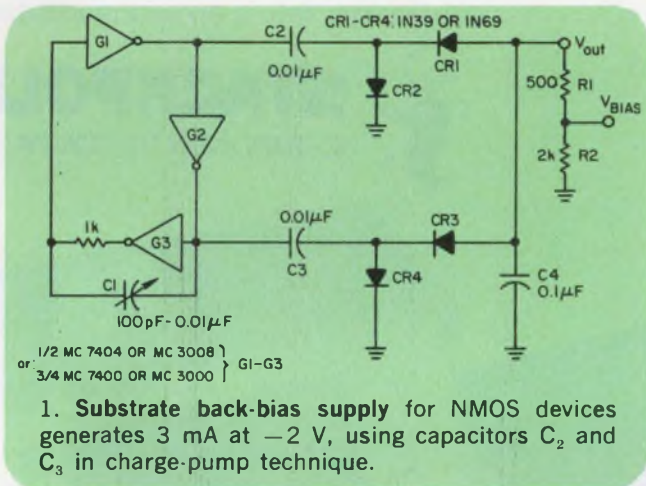 G1
C2
0.01µF
CR1-CR4: IN39 OR IN69
CR1
CR2
Vout
500
R1
VBIAS
2k
R2
G2
1k
G3
C1
100pF-0.01µF
0.01µF
C3
CR3
CR4
C4
0.1µF
or: 1/2 MC 7404 OR MC 3008
3/4 MC 7400 OR MC 3000 } G1-G3
1. Substrate back-bias supply for NMOS devices
generates 3 mA at −2 V, using capacitors C₂ and
C₃ in charge-pump technique.